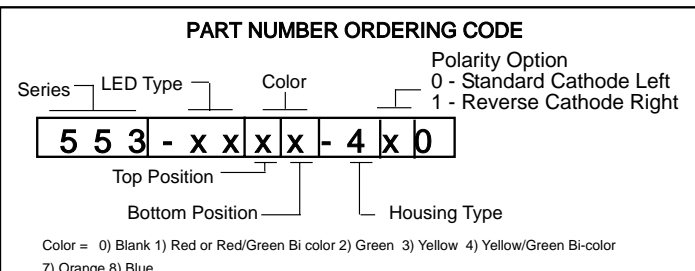 PART NUMBER ORDERING CODE
Polarity Option
0 - Standard Cathode Left
1 - Reverse Cathode Right
Series LED Type Color
5 5 3 - x x x x - 4 x 0
Top Position
Bottom Position Housing Type
Color = 0) Blank 1) Red or Red/Green Bi color 2) Green 3) Yellow 4) Yellow/Green Bi-color
7) Orange 8) Blue